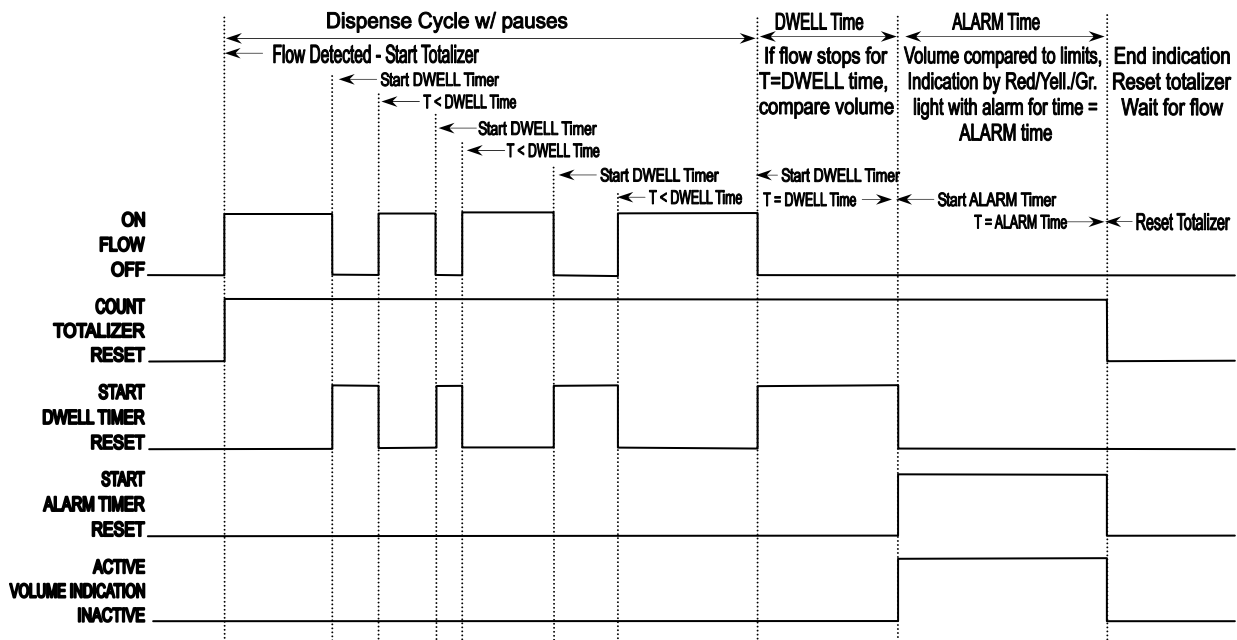 Dispense Cycle w/ pauses
DWELL Time
ALARM Time
Flow Detected - Start Totalizer
If flow stops for
T=DWELL time,
compare volume
Volume compared to limits,
Indication by Red/Yell./Gr.
light with alarm for time =
ALARM time
End indication
Reset totalizer
Wait for flow
Start DWELL Timer
T < DWELL Time
Start DWELL Timer
T < DWELL Time
Start DWELL Timer
T < DWELL Time
Start DWELL Timer
T = DWELL Time
Start ALARM Timer
T = ALARM Time
Reset Totalizer
ON
FLOW
OFF
COUNT
TOTALIZER
RESET
START
DWELL TIMER
RESET
START
ALARM TIMER
RESET
ACTIVE
VOLUME INDICATION
INACTIVE